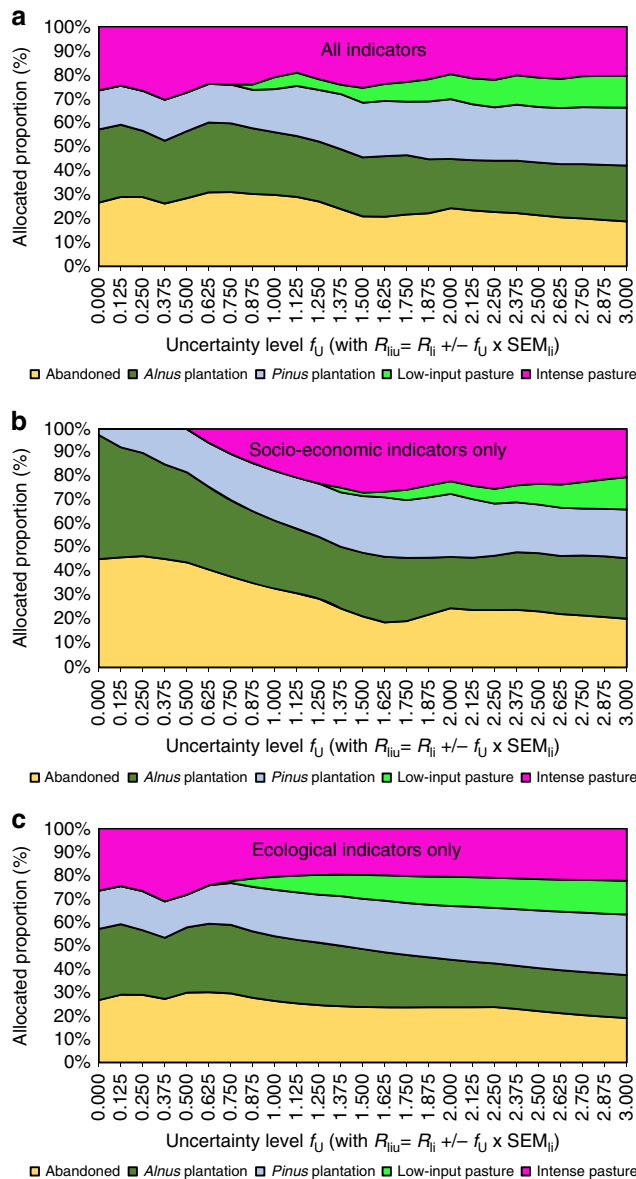 a
Allocated proportion (%)
100%
90%
80%
70%
60%
50%
40%
30%
20%
10%
0%
All indicators
0.000 0.125 0.250 0.375 0.500 0.625 0.750 0.875 1.000 1.125 1.250 1.375 1.500 1.625 1.750 1.875 2.000 2.125 2.250 2.375 2.500 2.625 2.750 2.875 3.000
Uncertainty level fU (with Rliu= Rli +/− fU x SEMli)
Abandoned Alnus plantation Pinus plantation Low-input pasture Intense pasture
b
Allocated proportion (%)
100%
90%
80%
70%
60%
50%
40%
30%
20%
10%
0%
Socio-economic indicators only
0.000 0.125 0.250 0.375 0.500 0.625 0.750 0.875 1.000 1.125 1.250 1.375 1.500 1.625 1.750 1.875 2.000 2.125 2.250 2.375 2.500 2.625 2.750 2.875 3.000
Uncertainty level fU (with Rliu= Rli +/− fU x SEMli)
Abandoned Alnus plantation Pinus plantation Low-input pasture Intense pasture
c
Allocated proportion (%)
100%
90%
80%
70%
60%
50%
40%
30%
20%
10%
0%
Ecological indicators only
0.000 0.125 0.250 0.375 0.500 0.625 0.750 0.875 1.000 1.125 1.250 1.375 1.500 1.625 1.750 1.875 2.000 2.125 2.250 2.375 2.500 2.625 2.750 2.875 3.000
Uncertainty level fU (with Rliu= Rli +/− fU x SEMli)
Abandoned Alnus plantation Pinus plantation Low-input pasture Intense pasture